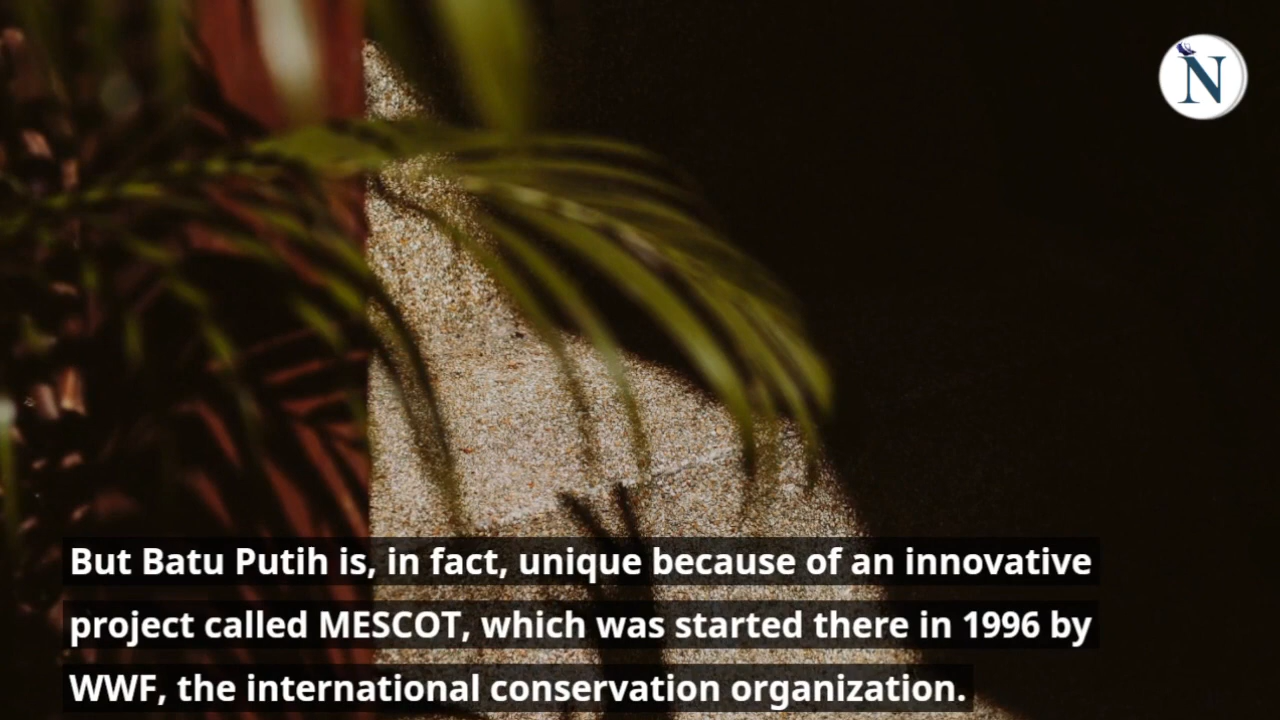 N
But Batu Putih is, in fact, unique because of an innovative
project called MESCOT, which was started there in 1996 by
WWF, the international conservation organization.